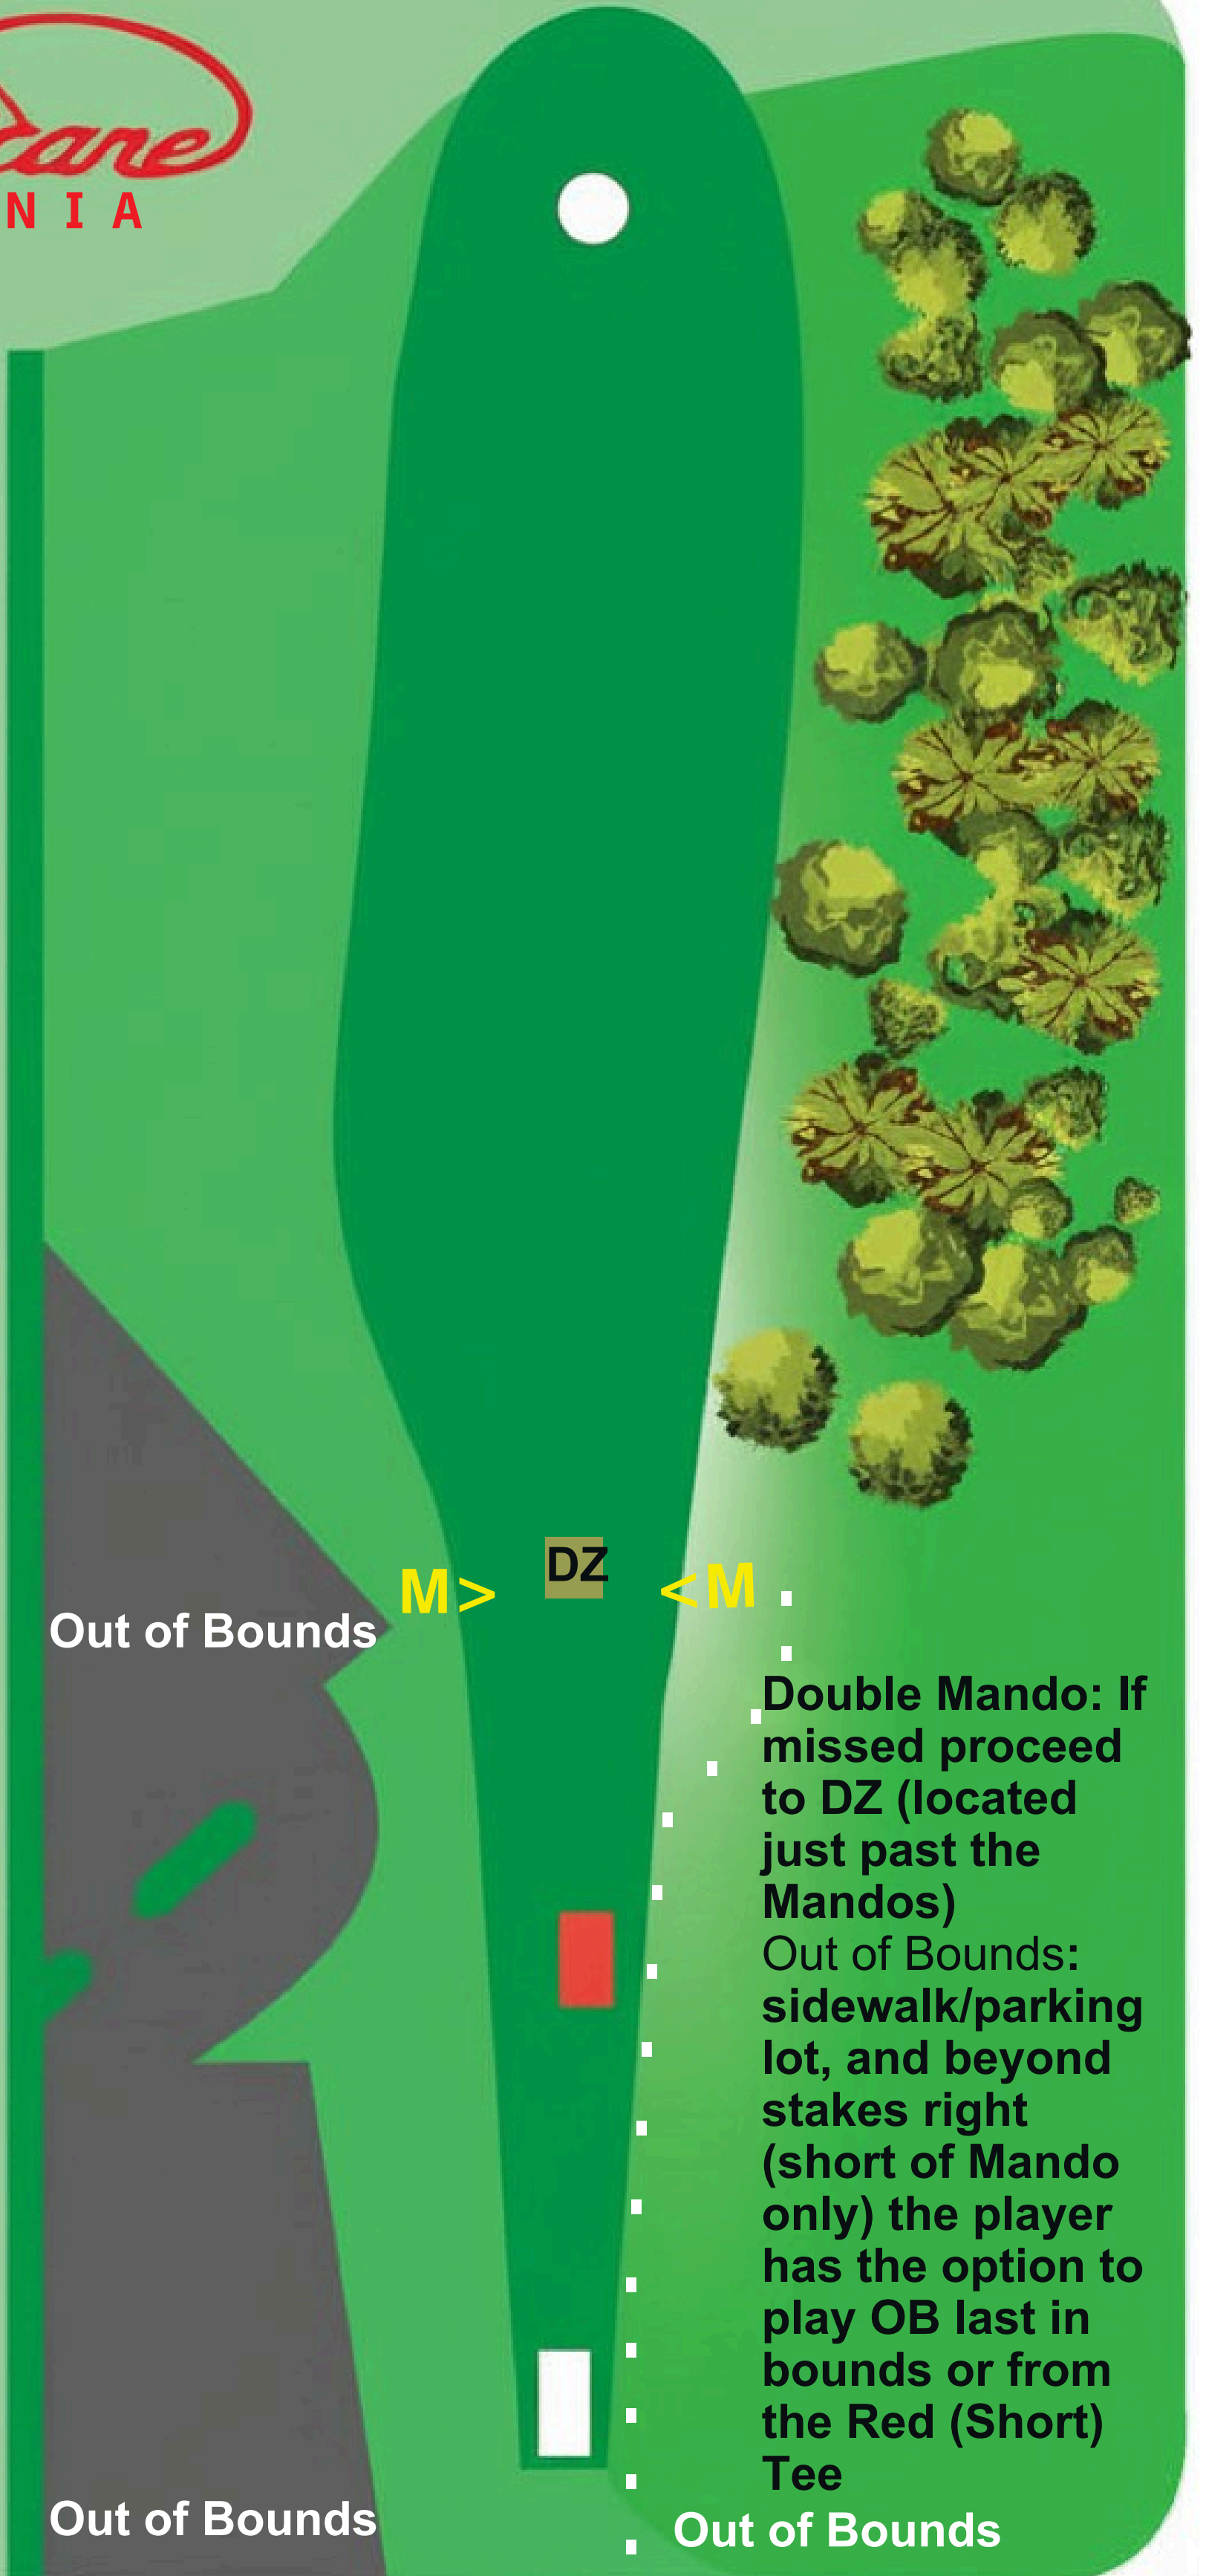 cane
NIA
DZ
M> <M
Out of Bounds
Double Mando: If
missed proceed
to DZ (located
just past the
Mandos)
Out of Bounds:
sidewalk/parking
lot, and beyond
stakes right
(short of Mando
only) the player
has the option to
play OB last in
bounds or from
the Red (Short)
Tee
Out of Bounds
Out of Bounds